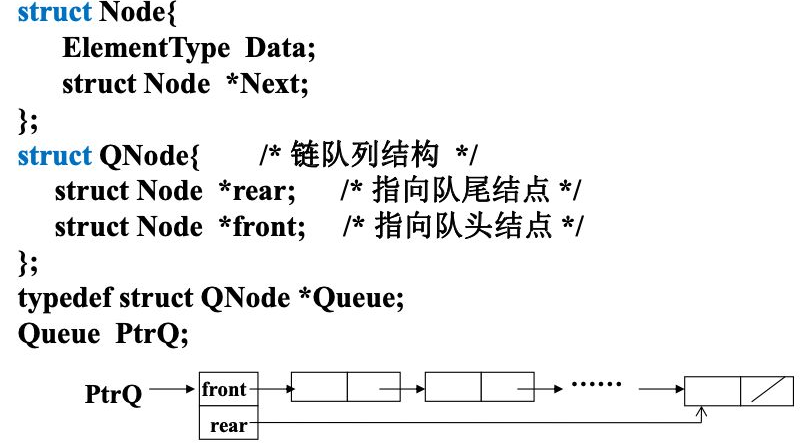 struct Node{
ElementType Data;
struct Node *Next;
};
struct QNode{ /* 链队列结构 */
struct Node *rear; /* 指向队尾结点 */
struct Node *front; /* 指向队头结点 */
};
typedef struct QNode *Queue;
Queue PtrQ;
PtrQ front ......
rear